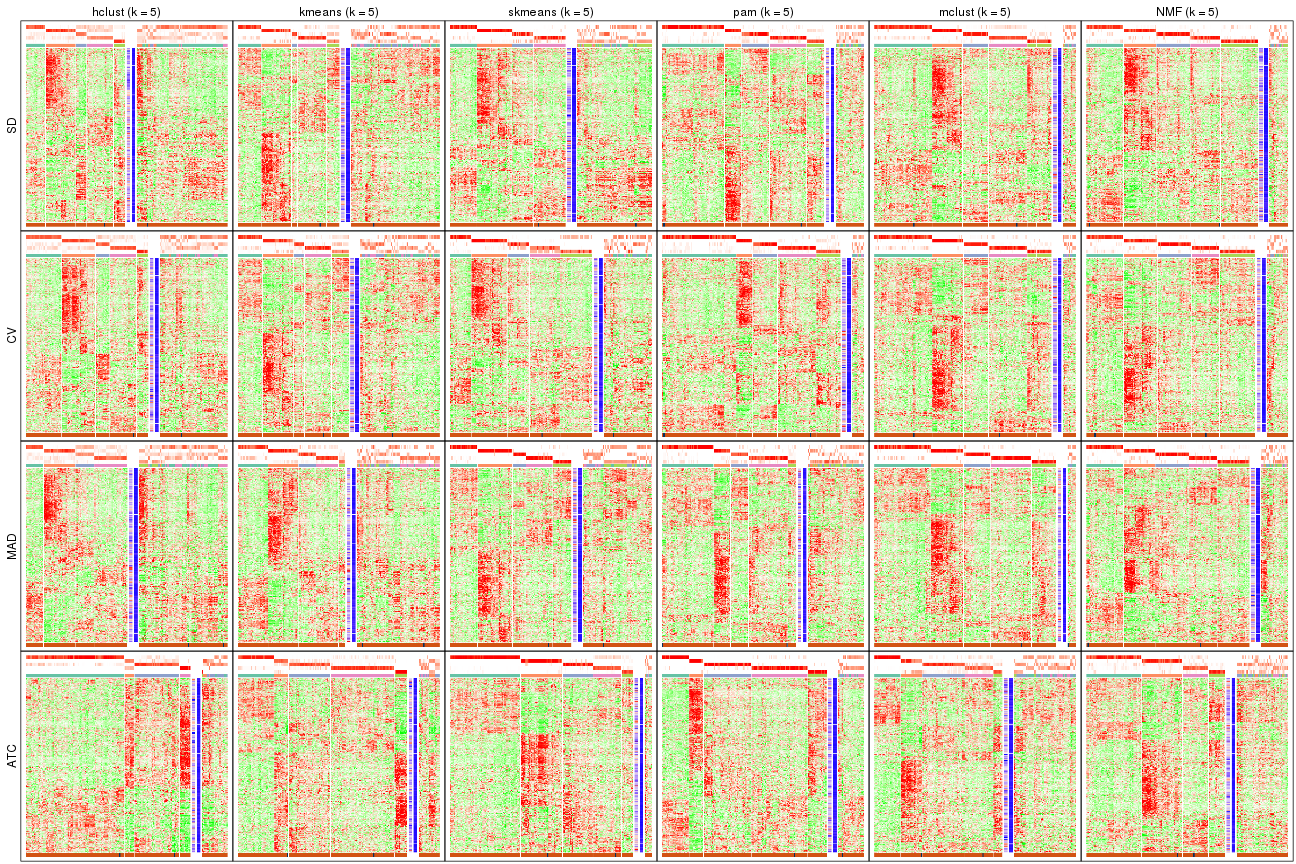 hclust (k = 5) kmeans (k = 5) skmeans (k = 5) pam (k = 5) mclust (k = 5) NMF (k = 5)
SD
CV
MAD
ATC